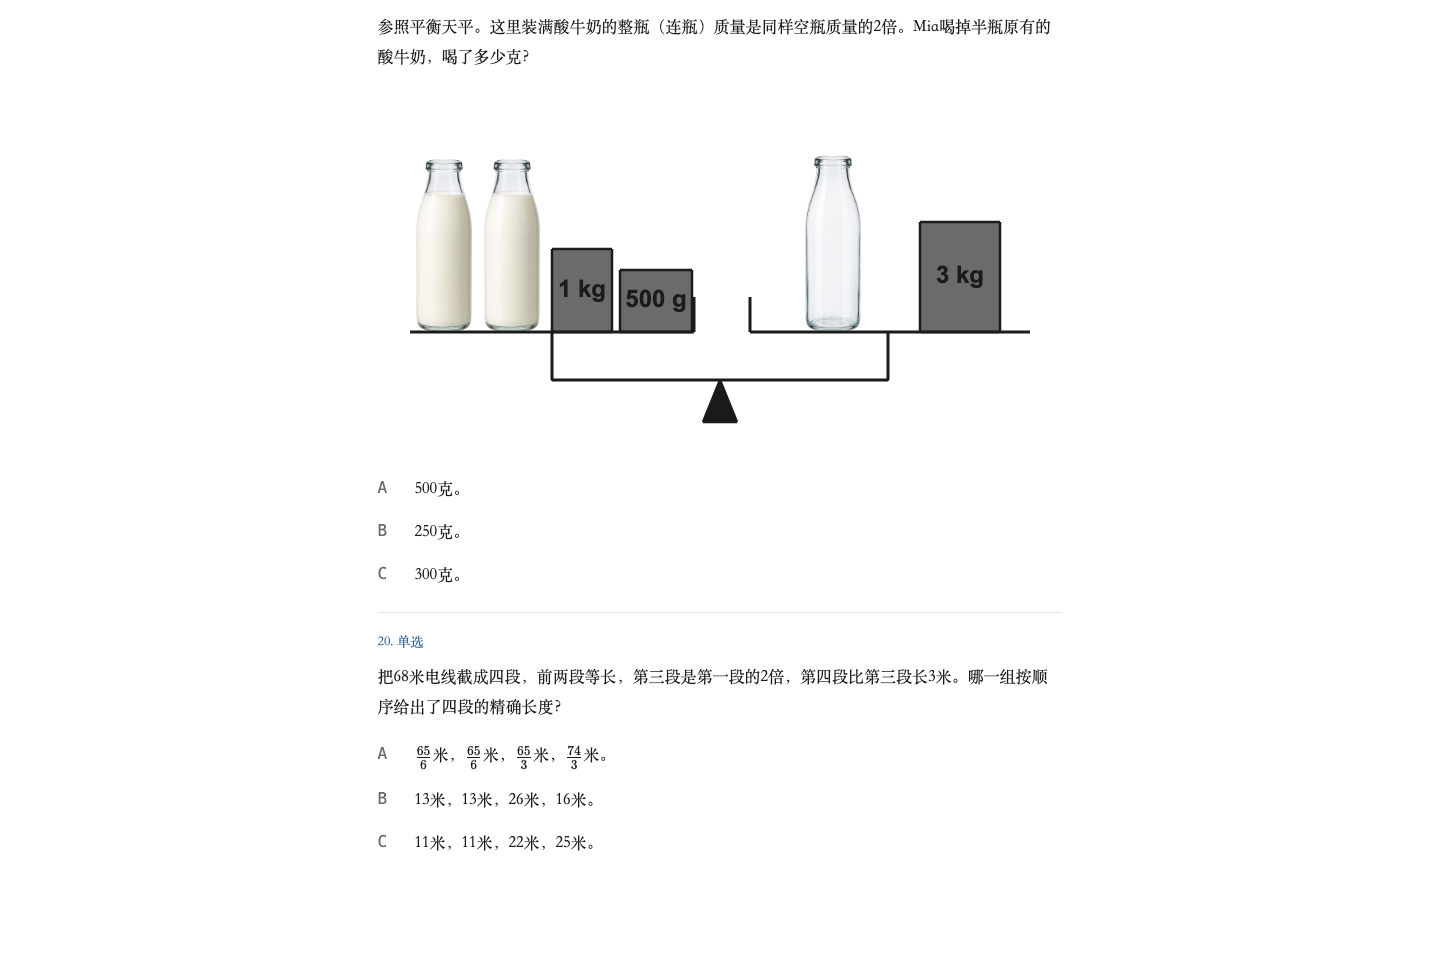 参照平衡天平。这里装满酸牛奶的整瓶（连瓶）质量是同样空瓶质量的2倍。Mia喝掉半瓶原有的
酸牛奶，喝了多少克?
1 kg
500 g
3 kg
A 500克。
B 250克。
C 300克。
20. 单选
把68米电线截成四段，前两段等长，第三段是第一段的2倍，第四段比第三段长3米。哪一组按顺
序给出了四段的精确长度?
A 65/6米，65/6米，65/3米，74/3米。
B 13米，13米，26米，16米。
C 11米，11米，22米，25米。